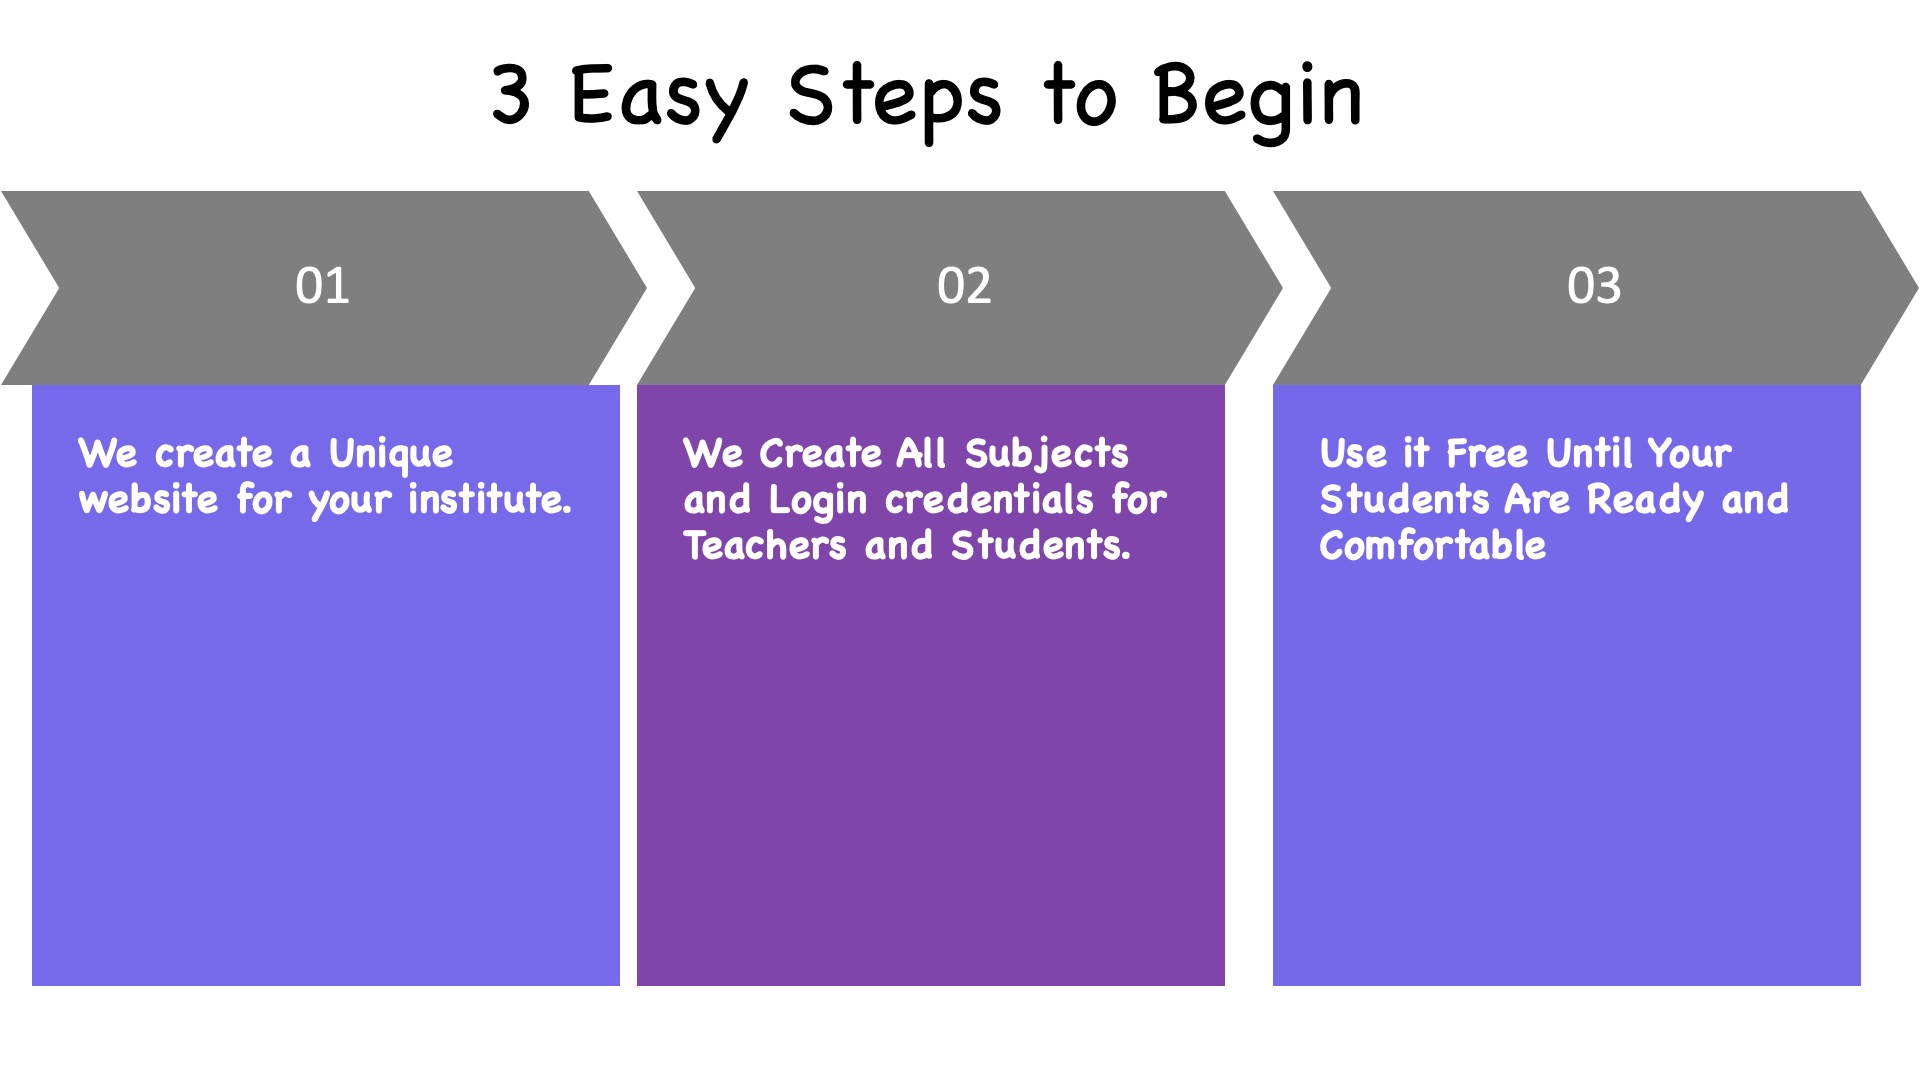 3 Easy Steps to Begin
01
We create a Unique
website for your institute.
02
We Create All Subjects
and Login credentials for
Teachers and Students.
03
Use it Free Until Your
Students Are Ready and
Comfortable